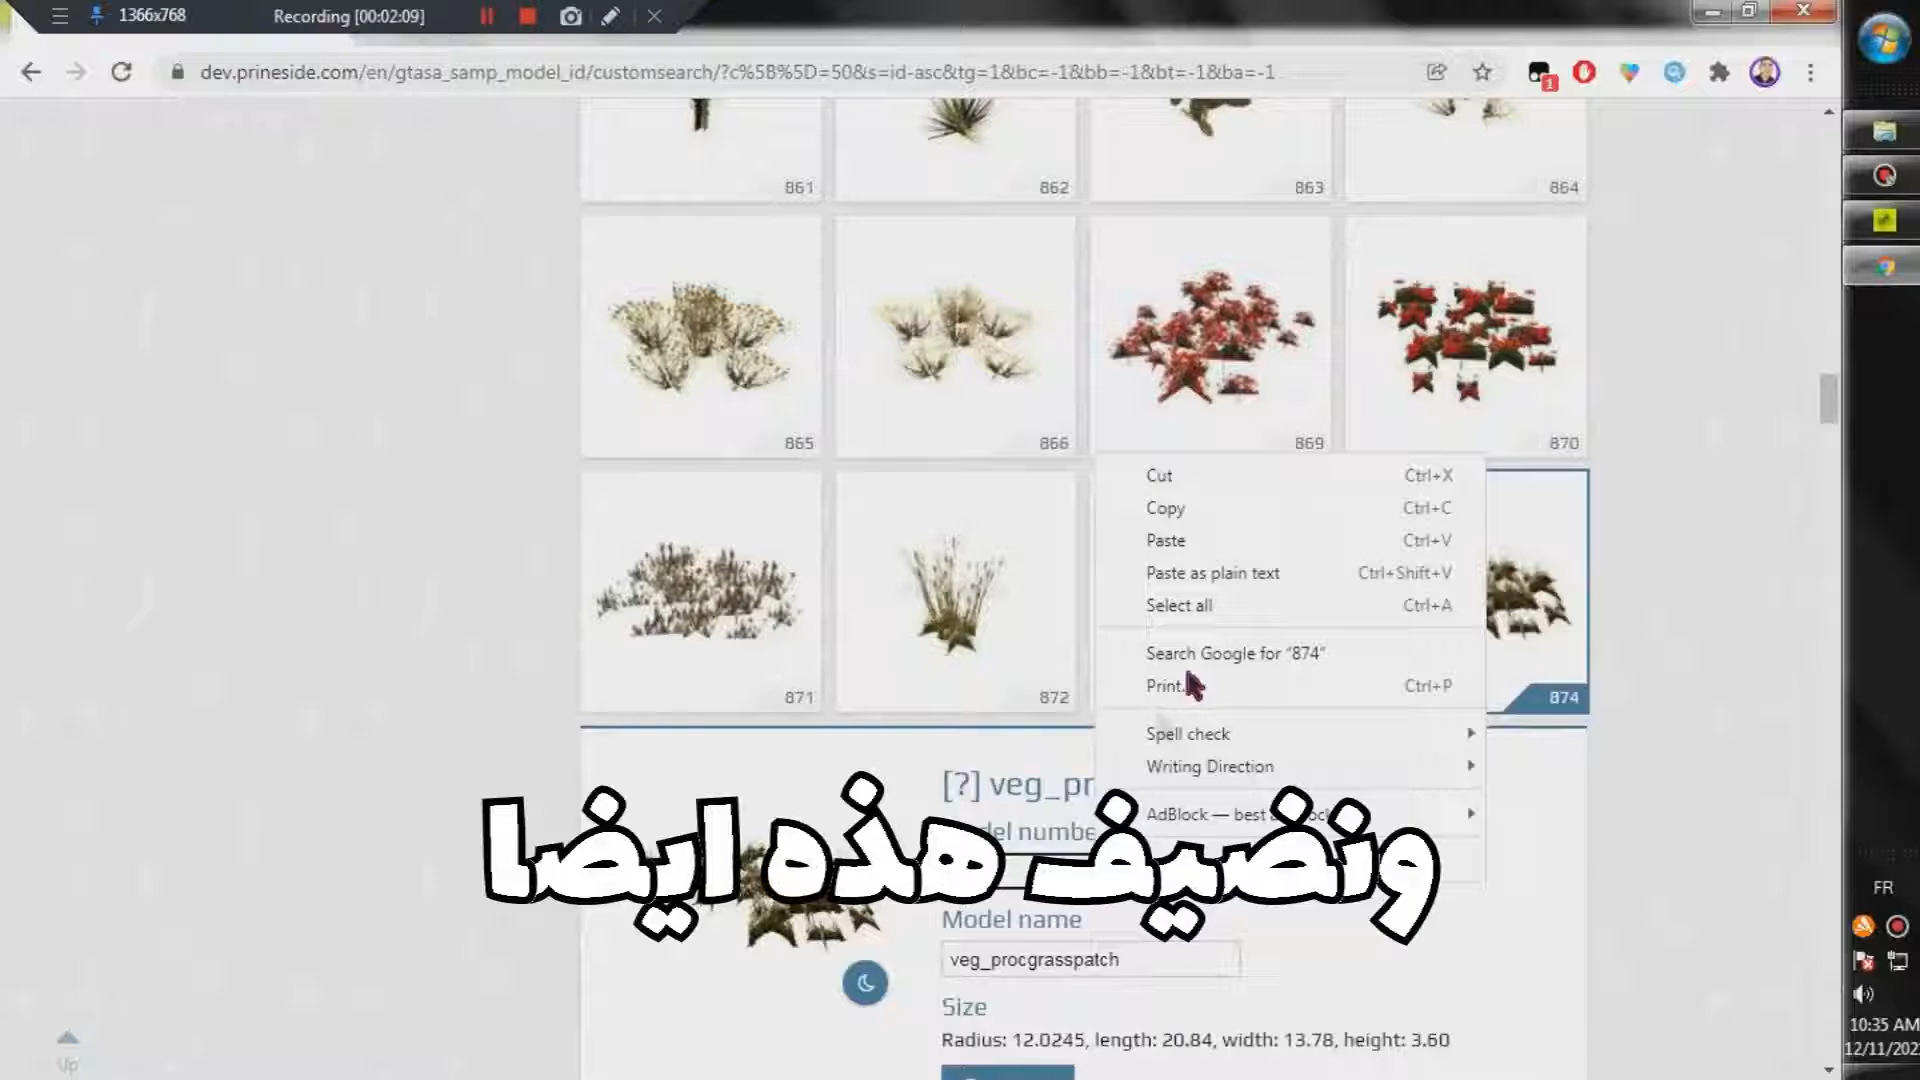 1366x768
Recording [00:02:09]
dev.prineside.com/en/gtasa_samp_model_id/customsearch/?c%5B%5D=50&s=id-asc&tg=1&bc=-1&bb=-1&bt=-1&ba=-1
1
861 862 863 864
865 866 869 870
Cut Ctrl+X
Copy Ctrl+C
Paste Ctrl+V
Paste as plain text Ctrl+Shift+V
Select all Ctrl+A
Search Google for "874"
Print. Ctrl+P
871 872 874
Spell check
Writing Direction
[?] veg_pr
AdBlock — best
ونضيف هذه ايضا
Model name
veg_procgrasspatch
Size
Radius: 12.0245, length: 20.84, width: 13.78, height: 3.60
Up
FR
10:35 AM
12/11/202